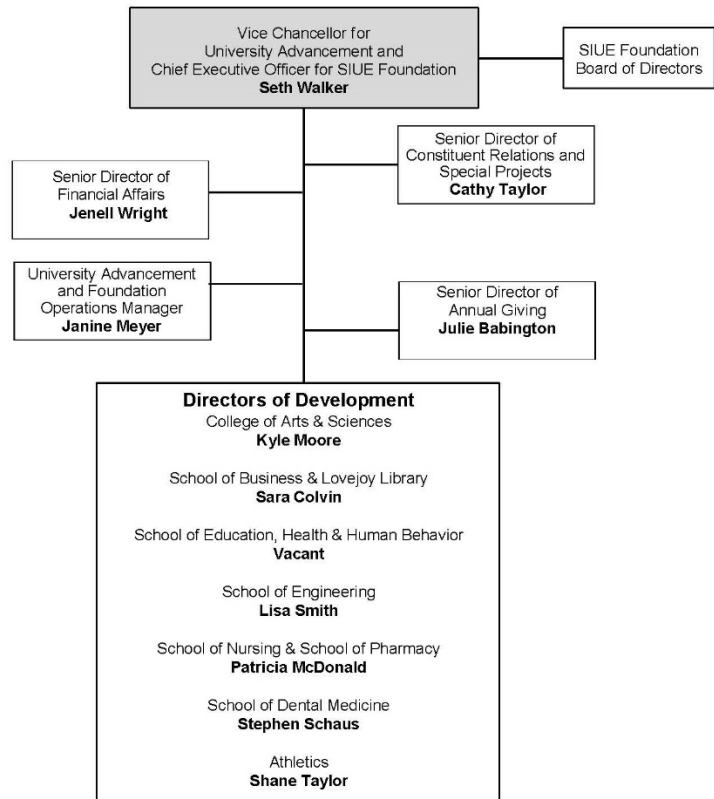 Vice Chancellor for
University Advancement and
Chief Executive Officer for SIUE Foundation
Seth Walker
SIUE Foundation
Board of Directors
Senior Director of
Constituent Relations and
Special Projects
Cathy Taylor
Senior Director of
Financial Affairs
Jenell Wright
University Advancement
and Foundation
Operations Manager
Janine Meyer
Senior Director of
Annual Giving
Julie Babington
Directors of Development
College of Arts & Sciences
Kyle Moore
School of Business & Lovejoy Library
Sara Colvin
School of Education, Health & Human Behavior
Vacant
School of Engineering
Lisa Smith
School of Nursing & School of Pharmacy
Patricia McDonald
School of Dental Medicine
Stephen Schaus
Athletics
Shane Taylor